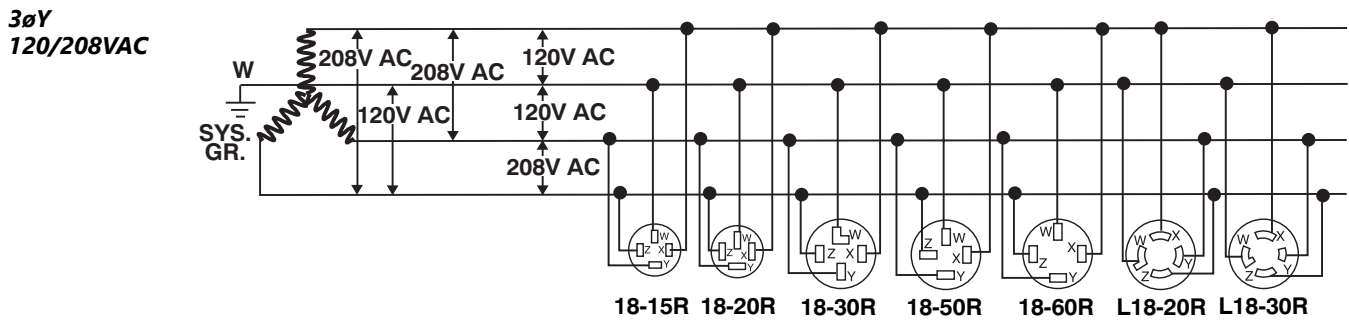 3øY
120/208VAC
W
SYS.
GR.
208V AC
208V AC
120V AC
120V AC
120V AC
208V AC
W
Z
X
Y
W
Z
X
Y
W
Z
X
Y
W
Z
X
Y
W
Z
X
Y
W
X
Z
Y
W
X
Z
Y
18-15R 18-20R 18-30R 18-50R 18-60R L18-20R L18-30R